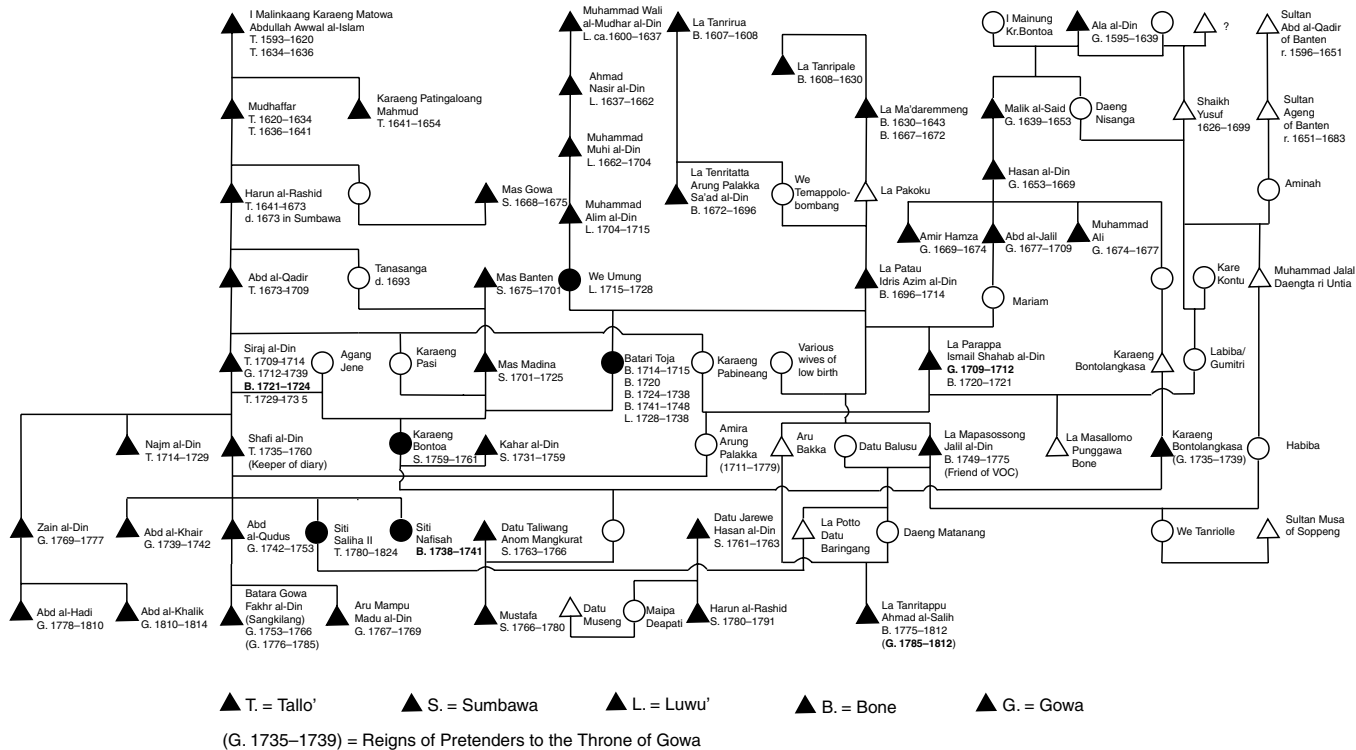 I Malinkaang Karaeng Matowa
Abdullah Awwal al-Islam
T. 1593–1620
T. 1634–1636
Muhammad Wali
al-Mudhar al-Din
L. ca.1600–1637
La Tanrirua
B. 1607–1608
I Mainung
Kr.Bontoa
Ala al-Din
G. 1595–1639
?
Sultan
Abd al-Qadir
of Banten
r. 1596–1651
La Tanripale
B. 1608–1630
Mudhaffar
T. 1620–1634
T. 1636–1641
Karaeng Patingaloang
Mahmud
T. 1641–1654
Ahmad
Nasir al-Din
L. 1637–1662
La Ma'daremmeng
B. 1630–1643
B. 1667–1672
Malik al-Said
G. 1639–1653
Daeng
Nisanga
Shaikh
Yusuf
1626–1699
Sultan
Ageng
of Banten
r. 1651–1683
Muhammad
Muhi al-Din
L. 1662–1704
Hasan al-Din
G. 1653–1669
Harun al-Rashid
T. 1641–1673
d. 1673 in Sumbawa
Mas Gowa
S. 1668–1675
Muhammad
Alim al-Din
L. 1704–1715
La Tenritatta
Arung Palakka
Sa'ad al-Din
B. 1672–1696
We
Temappolo-
bombang
La Pakoku
Aminah
Amir Hamza
G. 1669–1674
Abd al-Jalil
G. 1677–1709
Muhammad
Ali
G. 1674–1677
Abd al-Qadir
T. 1673–1709
Tanasanga
d. 1693
Mas Banten
S. 1675–1701
We Umung
L. 1715–1728
La Patau
Idris Azim al-Din
B. 1696–1714
Mariam
Kare
Kontu
Muhammad Jalal
Daengta ri Untia
Siraj al-Din
T. 1709-1714
G. 1712-1739
B. 1721–1724
T. 1729-173 5
Agang
Jene
Karaeng
Pasi
Mas Madina
S. 1701–1725
Batari Toja
B. 1714–1715
B. 1720
B. 1724–1738
B. 1741–1748
L. 1728–1738
Karaeng
Pabineang
Various
wives of
low birth
La Parappa
Ismail Shahab al-Din
G. 1709–1712
B. 1720–1721
Karaeng
Bontolangkasa
Labiba/
Gumitri
Najm al-Din
T. 1714–1729
Shafi al-Din
T. 1735–1760
(Keeper of diary)
Karaeng
Bontoa
S. 1759–1761
Kahar al-Din
S. 1731–1759
Amira
Arung
Palakka
(1711–1779)
Aru
Bakka
Datu Balusu
La Mapasossong
Jalil al-Din
B. 1749–1775
(Friend of VOC)
La Masallomo
Punggawa
Bone
Karaeng
Bontolangkasa
(G. 1735–1739)
Habiba
Zain al-Din
G. 1769–1777
Abd al-Khair
G. 1739–1742
Abd
al-Qudus
G. 1742–1753
Siti
Saliha II
T. 1780–1824
Siti
Nafisah
B. 1738–1741
Datu Taliwang
Anom Mangkurat
S. 1763–1766
Datu Jarewe
Hasan al-Din
S. 1761–1763
La Potto
Datu
Baringang
Daeng Matanang
We Tanriolle
Sultan Musa
of Soppeng
Abd al-Hadi
G. 1778–1810
Abd al-Khalik
G. 1810–1814
Batara Gowa
Fakhr al-Din
(Sangkilang)
G. 1753–1766
(G. 1776–1785)
Aru Mampu
Madu al-Din
G. 1767–1769
Mustafa
S. 1766–1780
Datu
Museng
Maipa
Deapati
Harun al-Rashid
S. 1780–1791
La Tanritappu
Ahmad al-Salih
B. 1775–1812
(G. 1785–1812)
T. = Tallo' S. = Sumbawa L. = Luwu' B. = Bone G. = Gowa
(G. 1735–1739) = Reigns of Pretenders to the Throne of Gowa